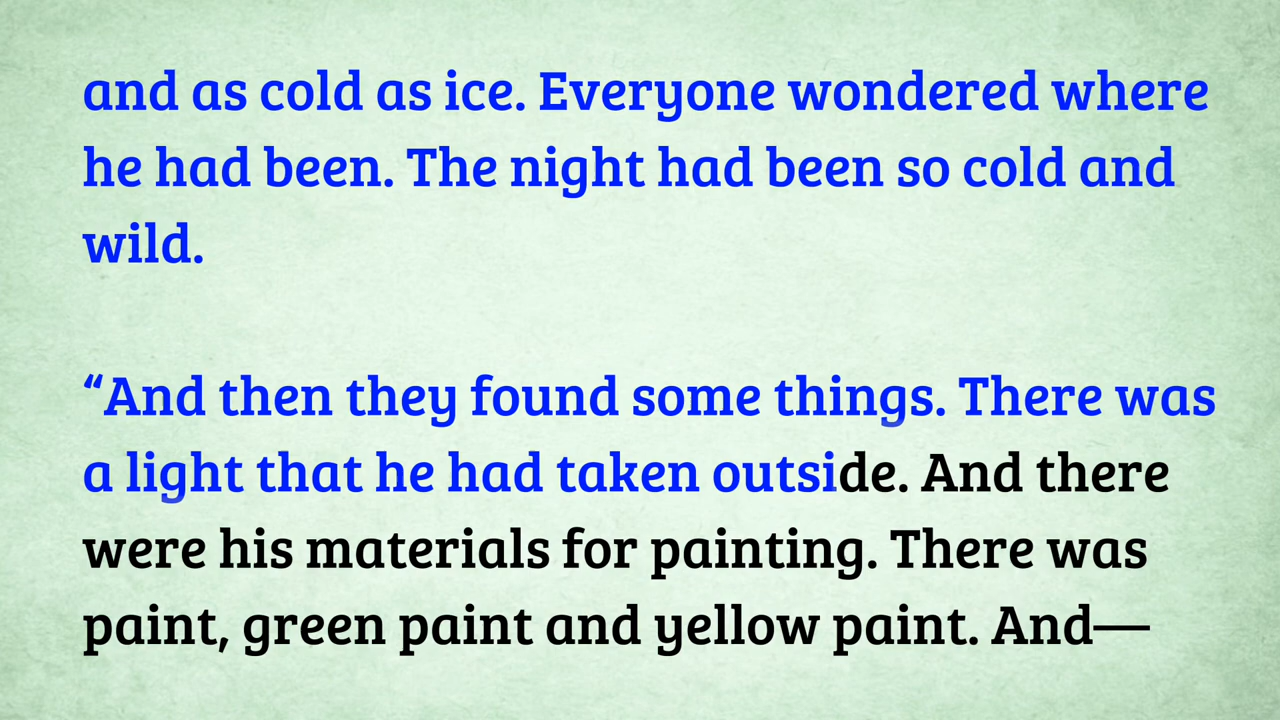 and as cold as ice. Everyone wondered where
he had been. The night had been so cold and
wild.
“And then they found some things. There was
a light that he had taken outside. And there
were his materials for painting. There was
paint, green paint and yellow paint. And—